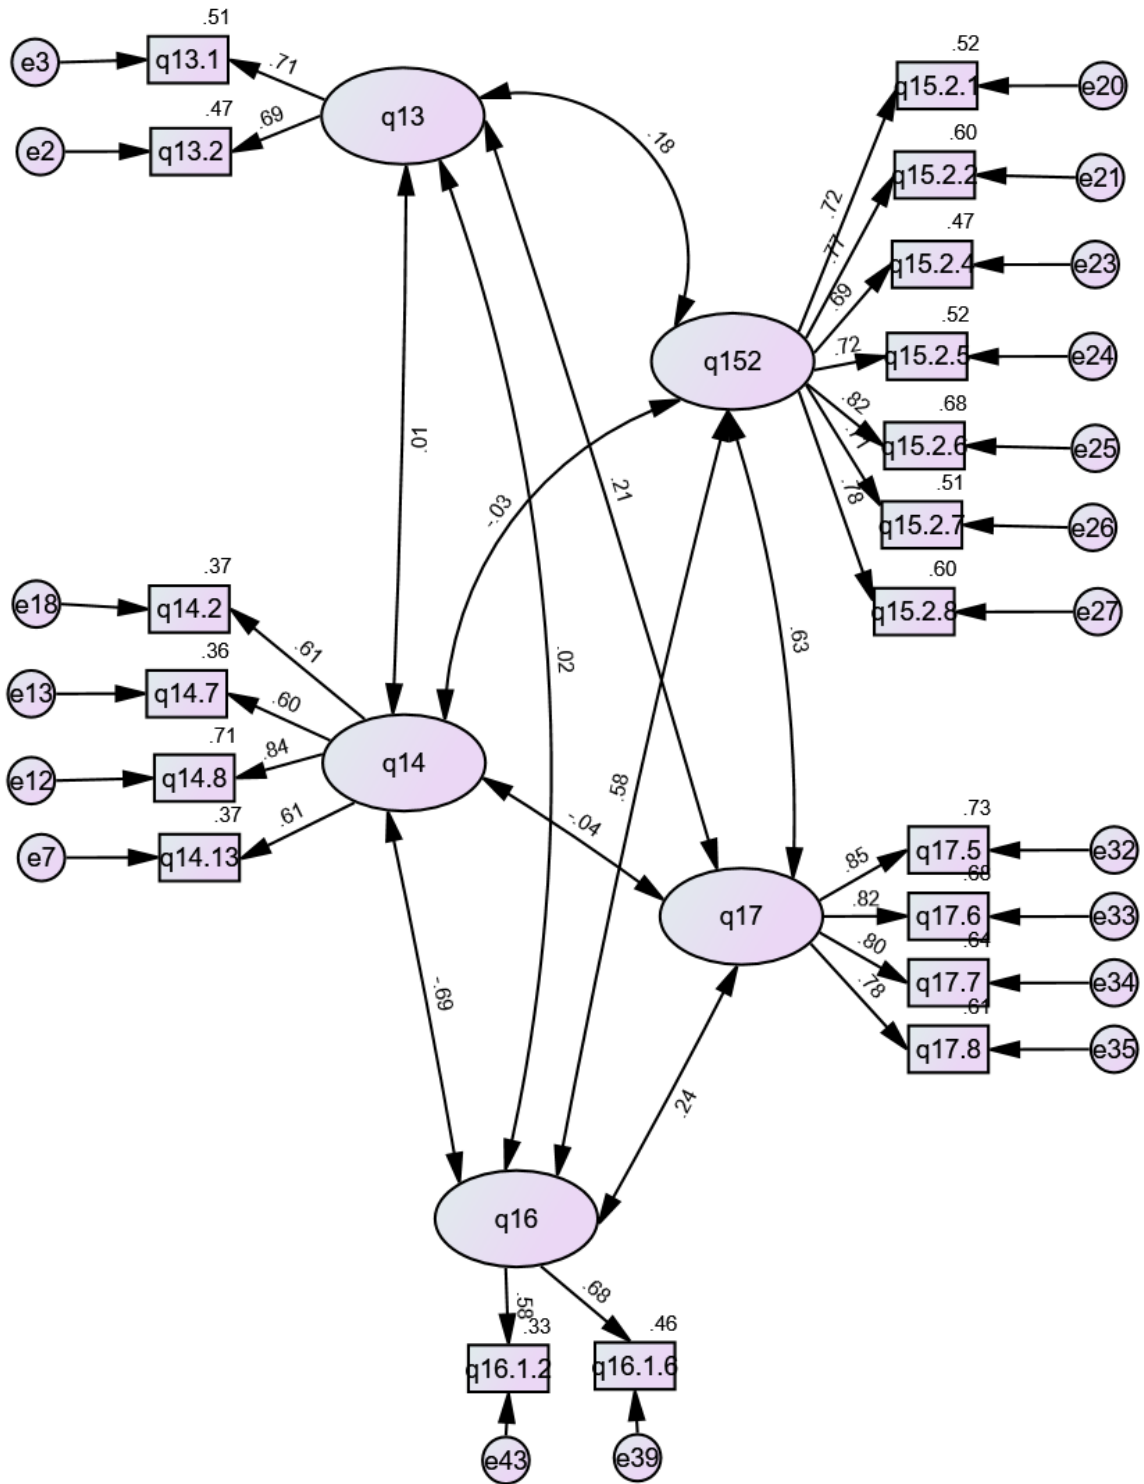 .51
e3
q13.1
.71
.47
e2
q13.2
.69
q13
.18
.52
q15.2.1
e20
.72
.60
q15.2.2
e21
.77
.47
q15.2.4
e23
.69
.52
q15.2.5
e24
.72
q152
.68
q15.2.6
e25
.82
.51
q15.2.7
e26
.71
.60
q15.2.8
e27
.78
.01
-.03
.21
.02
.63
.58
.37
e18
q14.2
.61
.36
e13
q14.7
.60
.71
e12
q14.8
.84
q14
.37
e7
q14.13
.61
-.04
.73
q17.5
e32
.85
.68
q17.6
e33
.82
q17
.64
q17.7
e34
.80
.61
q17.8
e35
.78
-.69
.24
q16
.58
.68
.33
.46
q16.1.2
q16.1.6
e43
e39